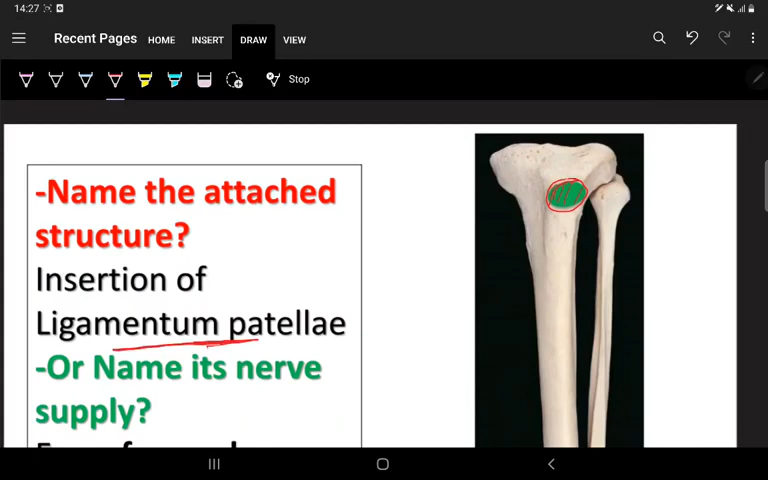 14:27
Recent Pages HOME INSERT DRAW VIEW
Stop
-Name the attached
structure?
Insertion of
Ligamentum patellae
-Or Name its nerve
supply?